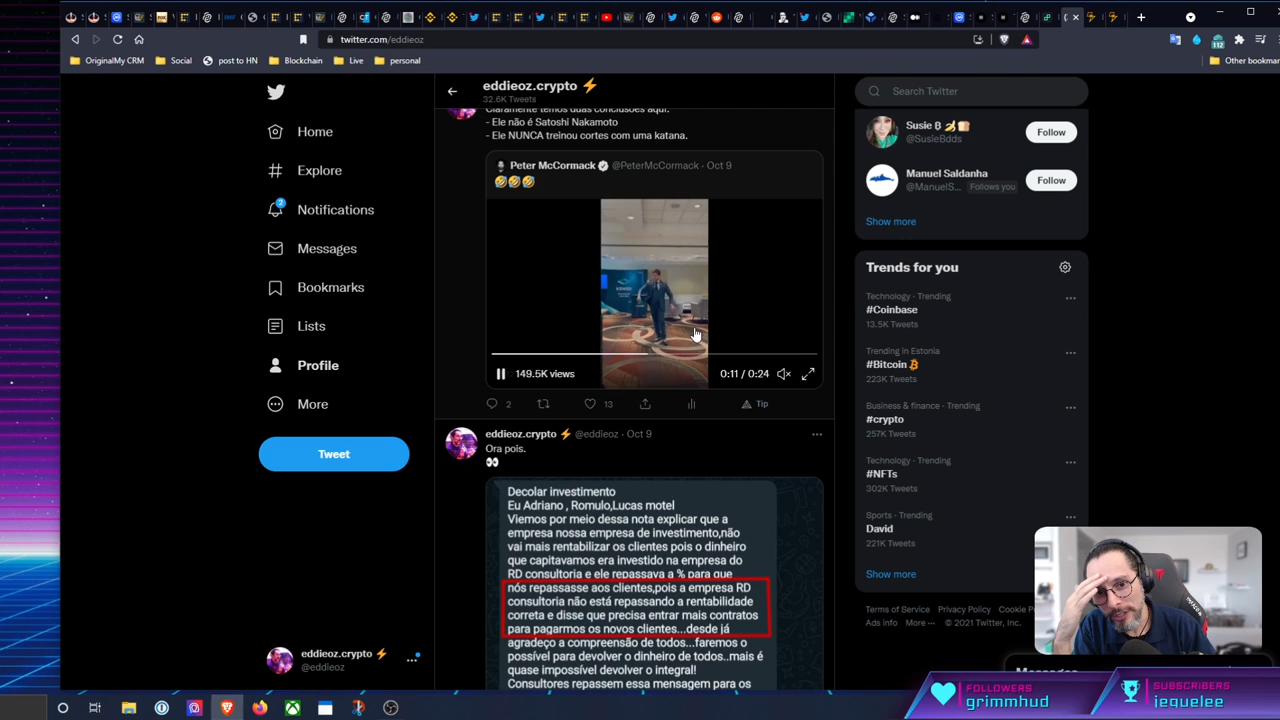 twitter.com/eddieoz
OriginalMy CRM
Social
post to HN
Blockchain
Live
personal
Other bookmar
Home
Explore
Notifications
Messages
Bookmarks
Lists
Profile
More
Tweet
eddieoz.crypto ⚡
@eddieoz
eddieoz.crypto ⚡
32.6K Tweets
Claramente temos duas conclusões aqui.
- Ele não é Satoshi Nakamoto
- Ele NUNCA treinou cortes com uma katana.
Peter McCormack @PeterMcCormack · Oct 9
🤣🤣🤣
149.5K views
0:11 / 0:24
2
13
Tip
eddieoz.crypto ⚡ @eddieoz · Oct 9
Ora pois.
👀
Decolar investimento
Eu Adriano , Romulo,Lucas motel
Viemos por meio dessa nota explicar que a
empresa nossa empresa de investimento,não
vai mais rentabilizar os clientes pois o dinheiro
que capitavamos era investido na empresa do
RD consultoria e ele repassava a % para que
nós repassasse aos clientes,pois a empresa RD
consultoria não está repassando a rentabilidade
correta e disse que precisa entrar mais contratos
para pagarmos os novos clientes...desde já
agradeço a compreensão de todos...faremos o
possível para devolver o dinheiro de todos..mais é
quase impossível devolver o integral!
Consultores repassem essa mensagem para os
Search Twitter
Susie ₿ 🍌🍞
@SusieBdds
Follow
Manuel Saldanha
@ManuelS... Follows you
Follow
Show more
Trends for you
Technology · Trending
#Coinbase
13.5K Tweets
Trending in Estonia
#Bitcoin
223K Tweets
Business & finance · Trending
#crypto
257K Tweets
Technology · Trending
#NFTs
302K Tweets
Sports · Trending
David
221K Tweets
Show more
Terms of Service Privacy Policy Cookie P
Ads info More ··· © 2021 Twitter, Inc.
Messages
FOLLOWERS
grimmhud
SUBSCRIBERS
iequelee